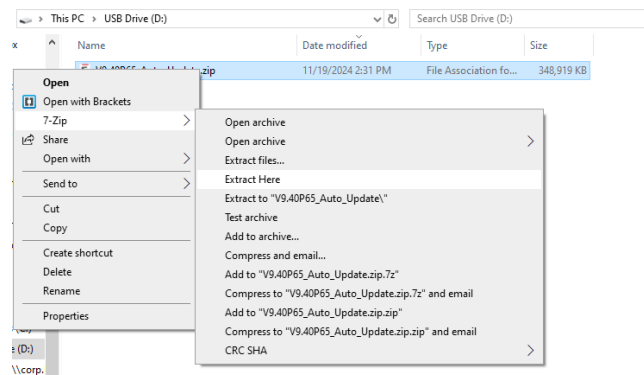 This PC > USB Drive (D:)
Search USB Drive (D:)
Name
Date modified
Type
Size
V9.40P65_Auto_Update.zip
11/19/2024 2:31 PM
File Association fo...
348,919 KB
Open
Open with Brackets
7-Zip
Share
Open with
Send to
Cut
Copy
Create shortcut
Delete
Rename
Properties
Open archive
Open archive
Extract files...
Extract Here
Extract to "V9.40P65_Auto_Update\"
Test archive
Add to archive...
Compress and email...
Add to "V9.40P65_Auto_Update.zip.7z"
Compress to "V9.40P65_Auto_Update.zip.7z" and email
Add to "V9.40P65_Auto_Update.zip.zip"
Compress to "V9.40P65_Auto_Update.zip.zip" and email
CRC SHA
(D:)
\\corp.